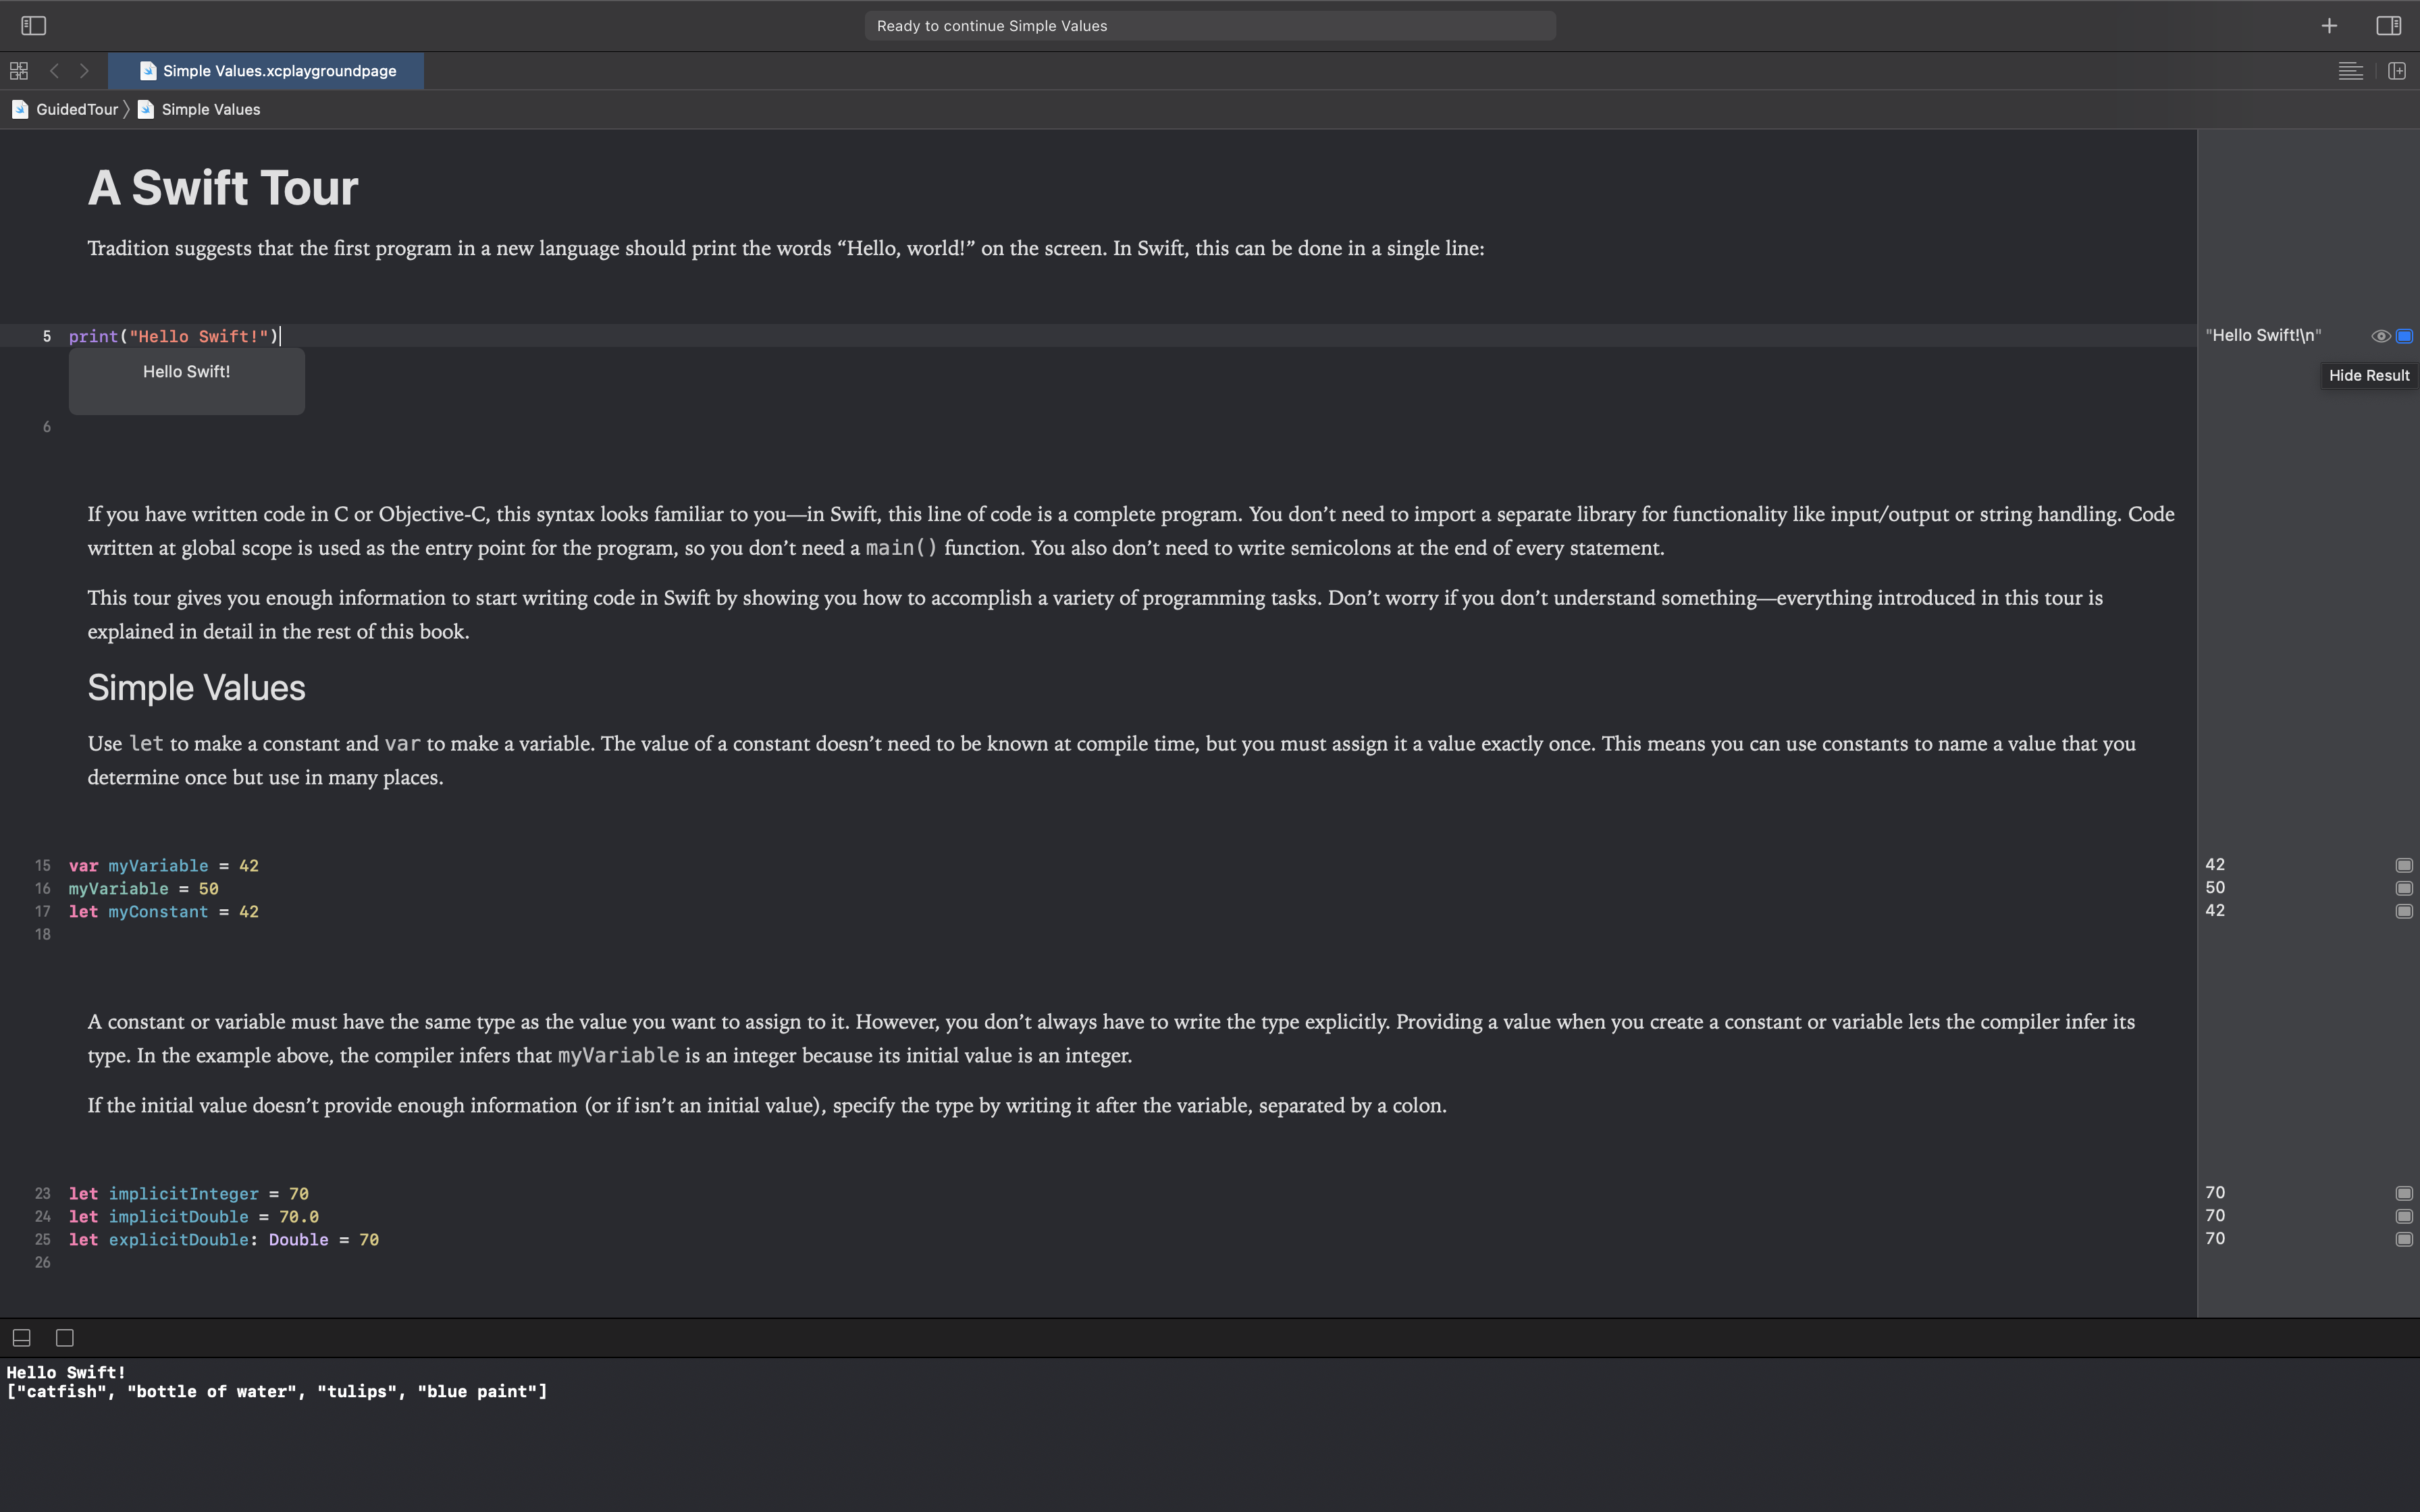 Ready to continue Simple Values
Simple Values.xcplaygroundpage
GuidedTour
Simple Values
A Swift Tour
Tradition suggests that the first program in a new language should print the words “Hello, world!” on the screen. In Swift, this can be done in a single line:
5 print("Hello Swift!") "Hello Swift!\n"
Hello Swift! Hide Result
6
If you have written code in C or Objective-C, this syntax looks familiar to you—in Swift, this line of code is a complete program. You don’t need to import a separate library for functionality like input/output or string handling. Code
written at global scope is used as the entry point for the program, so you don’t need a main() function. You also don’t need to write semicolons at the end of every statement.
This tour gives you enough information to start writing code in Swift by showing you how to accomplish a variety of programming tasks. Don’t worry if you don’t understand something—everything introduced in this tour is
explained in detail in the rest of this book.
Simple Values
Use let to make a constant and var to make a variable. The value of a constant doesn’t need to be known at compile time, but you must assign it a value exactly once. This means you can use constants to name a value that you
determine once but use in many places.
15 var myVariable = 42 42
16 myVariable = 50 50
17 let myConstant = 42 42
18
A constant or variable must have the same type as the value you want to assign to it. However, you don’t always have to write the type explicitly. Providing a value when you create a constant or variable lets the compiler infer its
type. In the example above, the compiler infers that myVariable is an integer because its initial value is an integer.
If the initial value doesn’t provide enough information (or if isn’t an initial value), specify the type by writing it after the variable, separated by a colon.
23 let implicitInteger = 70 70
24 let implicitDouble = 70.0 70
25 let explicitDouble: Double = 70 70
26
Hello Swift!
["catfish", "bottle of water", "tulips", "blue paint"]